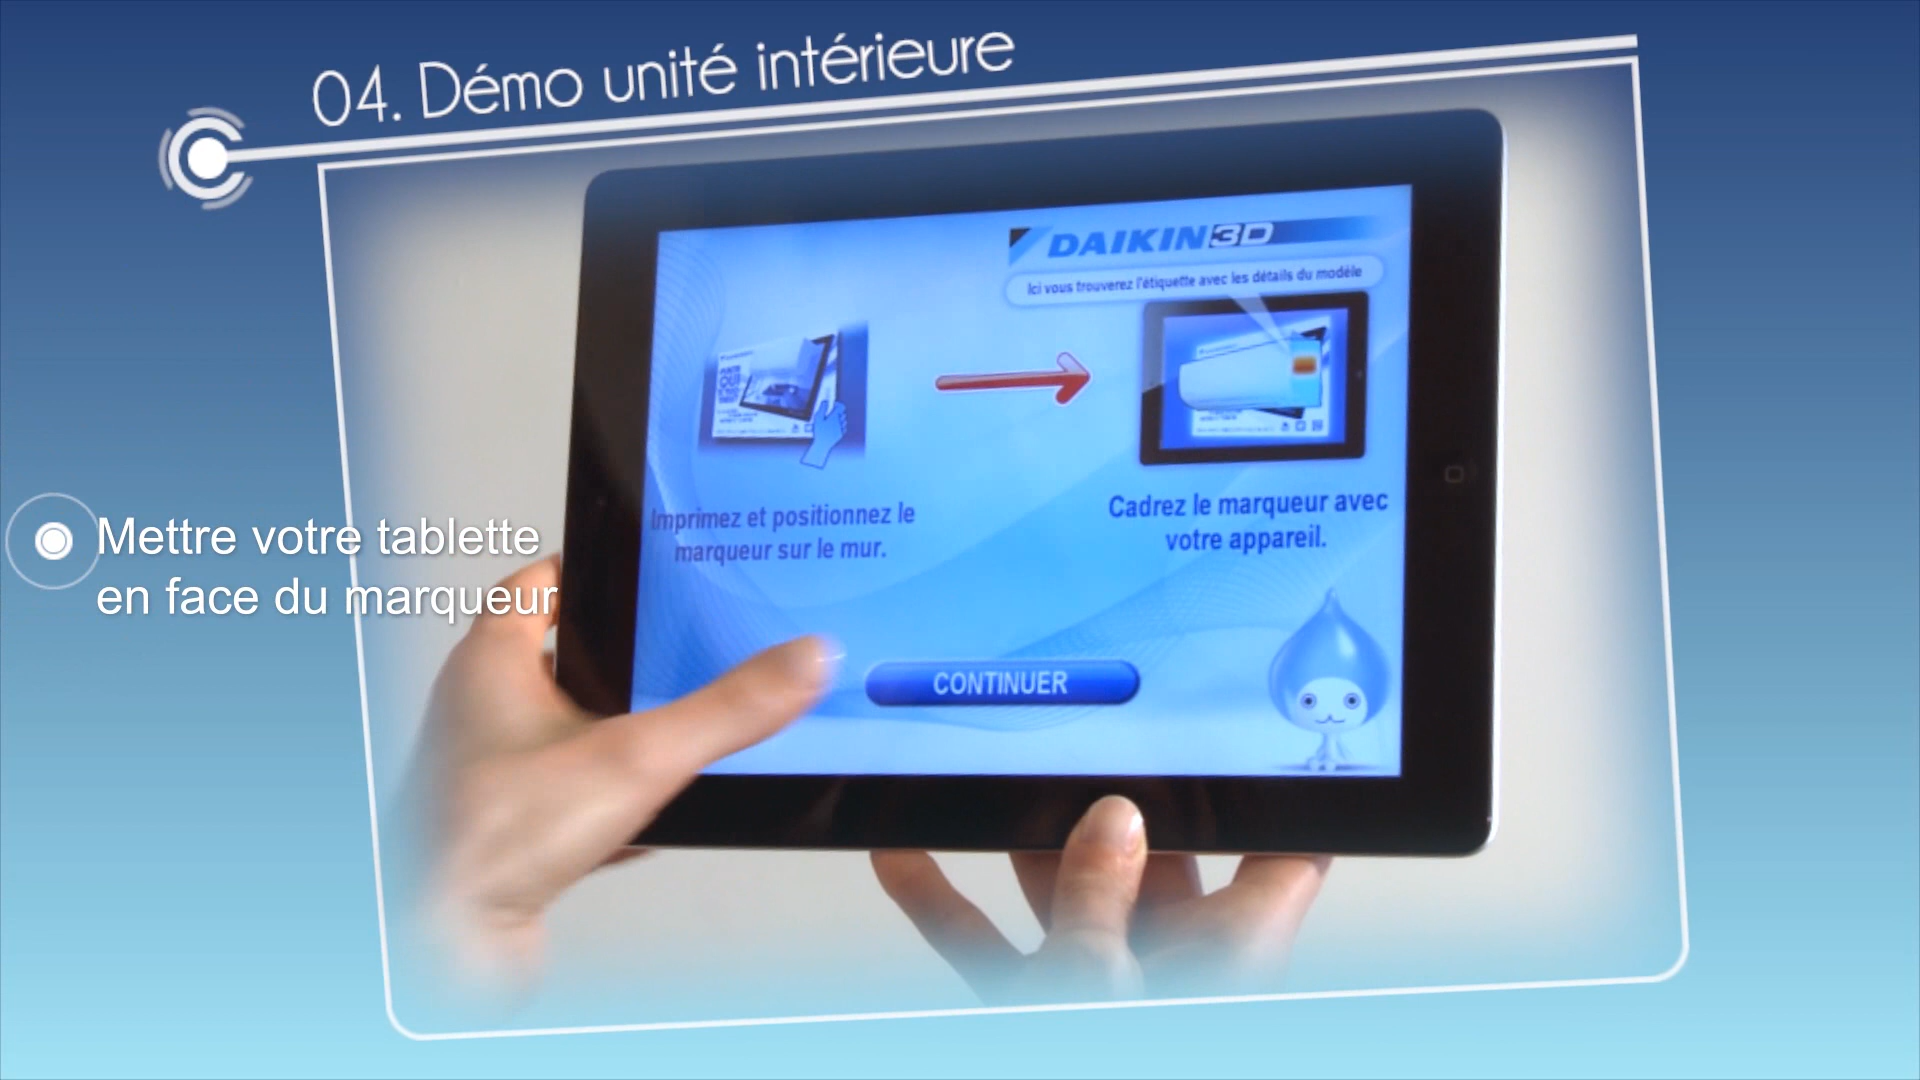 04. Démo unité intérieure
DAIKIN3D
Ici vous trouverez l'étiquette avec les détails du modèle
Imprimez et positionnez le
marqueur sur le mur.
Cadrez le marqueur avec
votre appareil.
Mettre votre tablette
en face du marqueur
CONTINUER